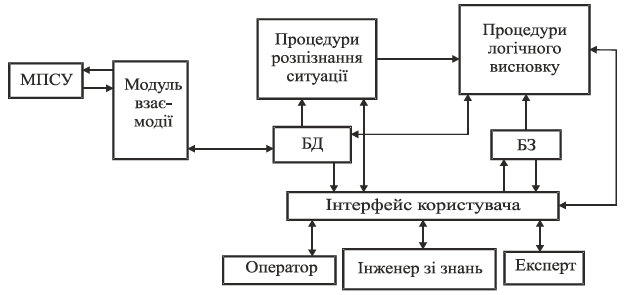 МПСУ
Модуль
взає-
модії
Процедури
розпізнання
ситуації
Процедури
логічного
висновку
БД
БЗ
Інтерфейс користувача
Оператор
Інженер зі знань
Експерт